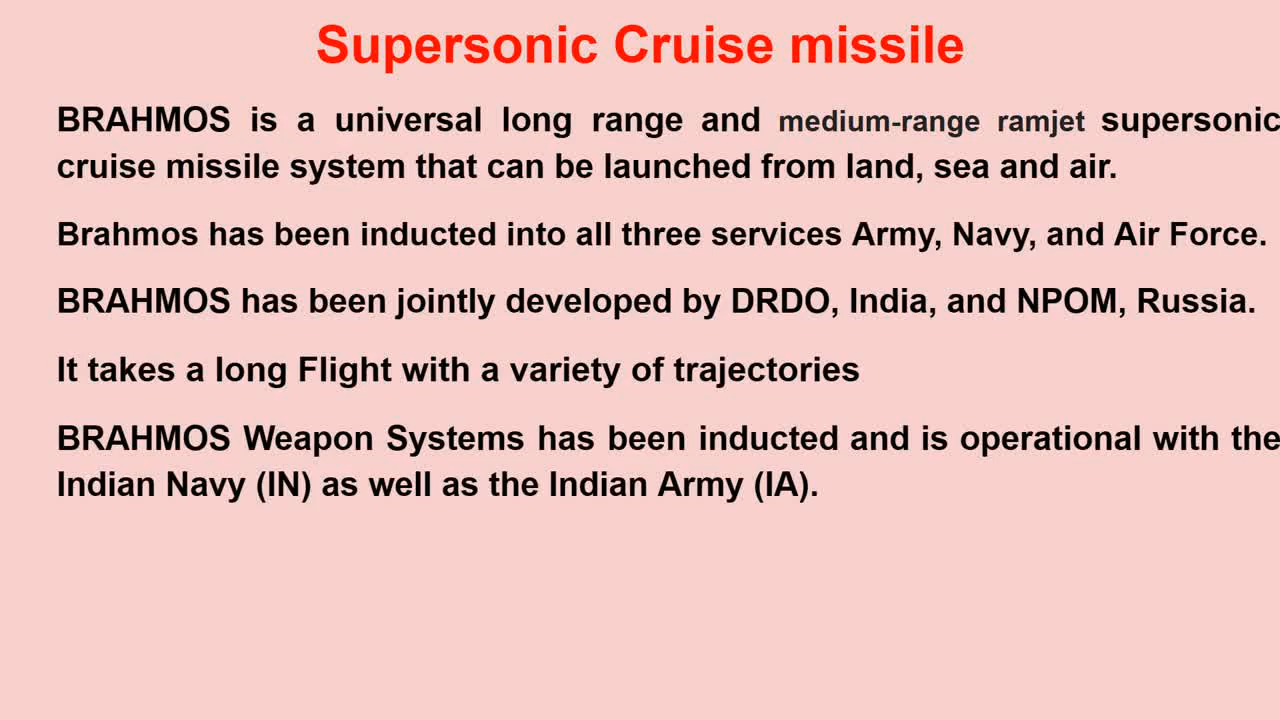 Supersonic Cruise missile
BRAHMOS is a universal long range and medium-range ramjet supersonic
cruise missile system that can be launched from land, sea and air.
Brahmos has been inducted into all three services Army, Navy, and Air Force.
BRAHMOS has been jointly developed by DRDO, India, and NPOM, Russia.
It takes a long Flight with a variety of trajectories
BRAHMOS Weapon Systems has been inducted and is operational with the
Indian Navy (IN) as well as the Indian Army (IA).